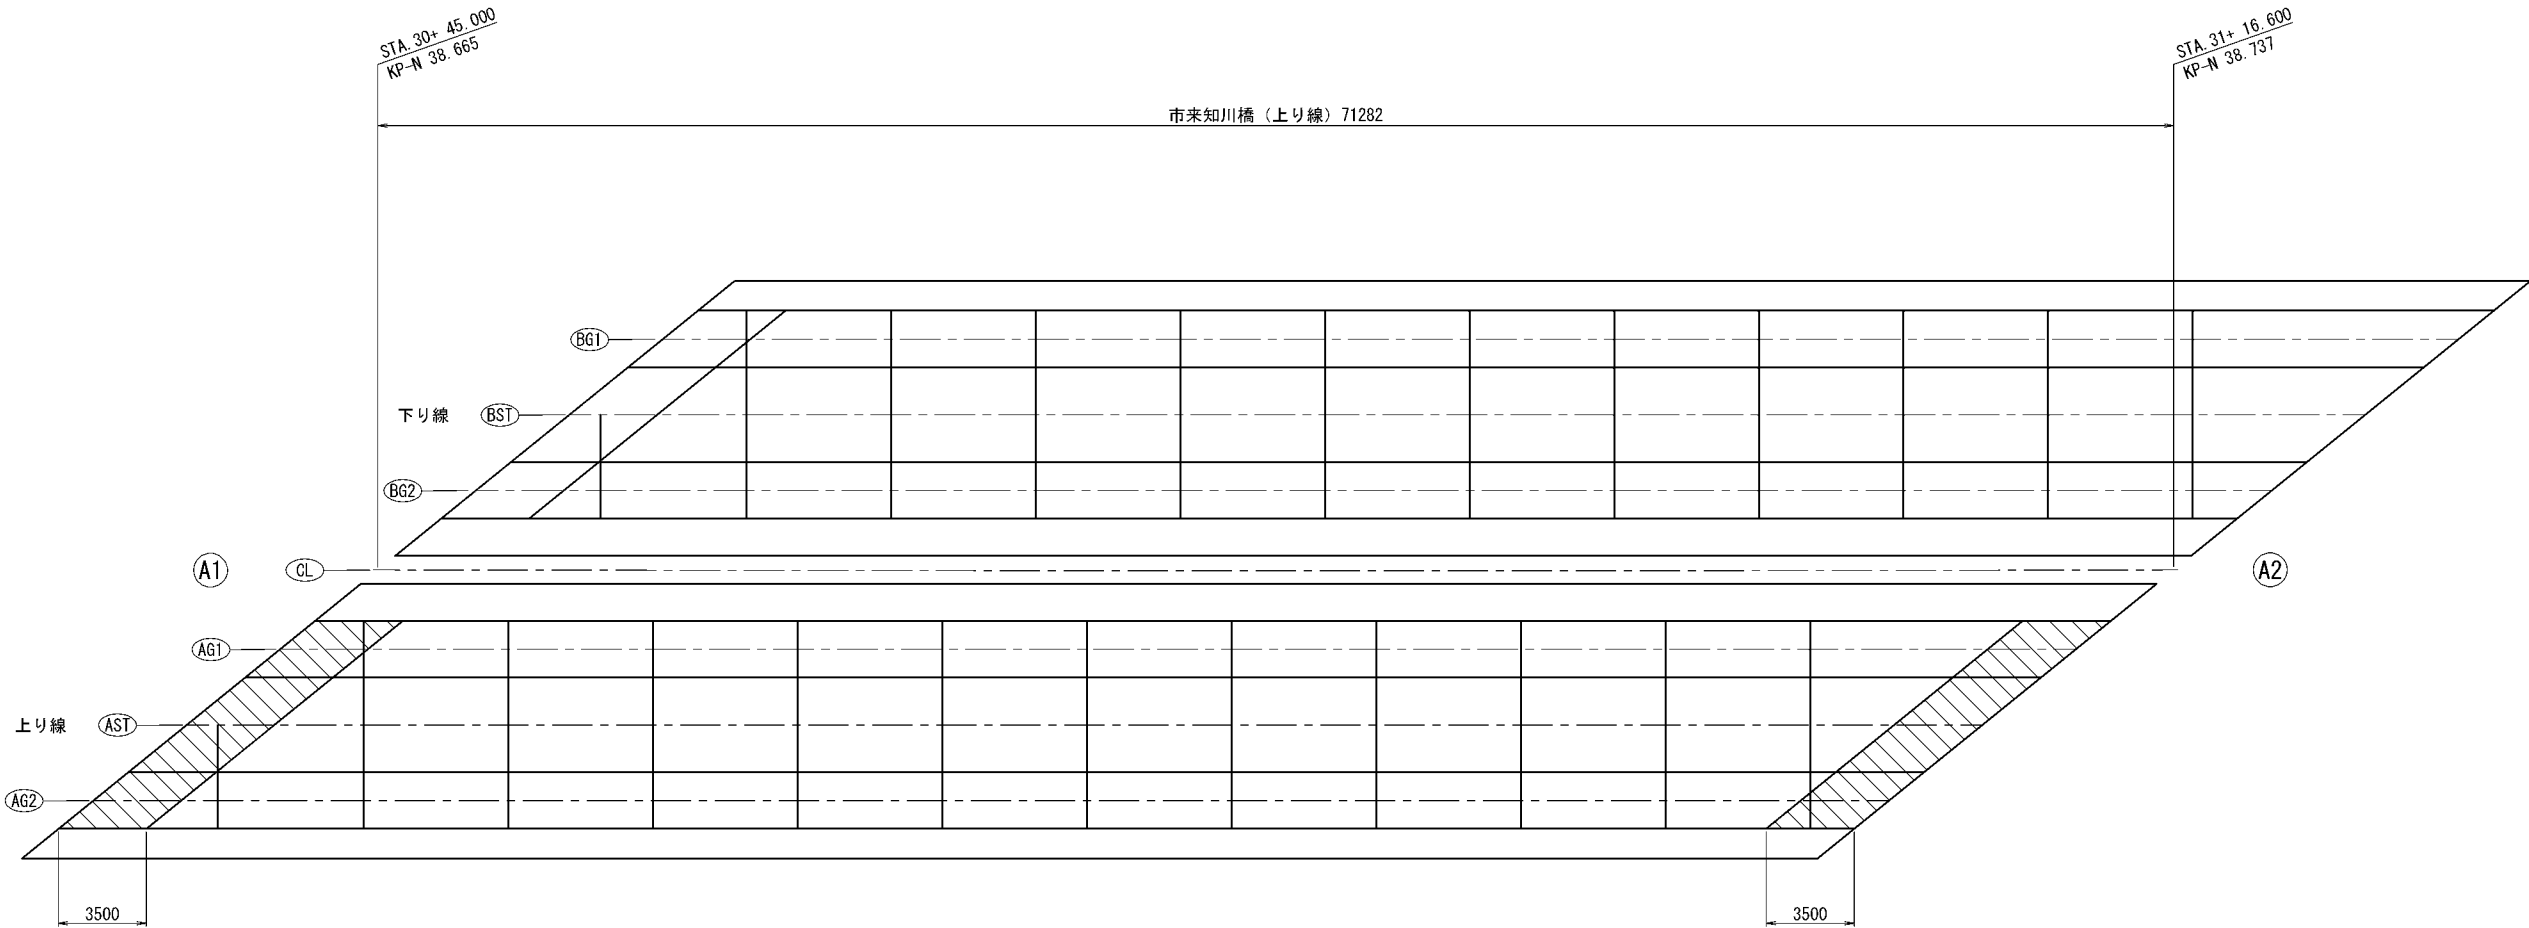 STA.30+ 45.000
KP-N 38.665
STA.31+ 16.600
KP-N 38.737
市来知川橋（上り線）71282
BG1
下り線 BST
BG2
A1 CL A2
AG1
上り線 AST
AG2
3500 3500